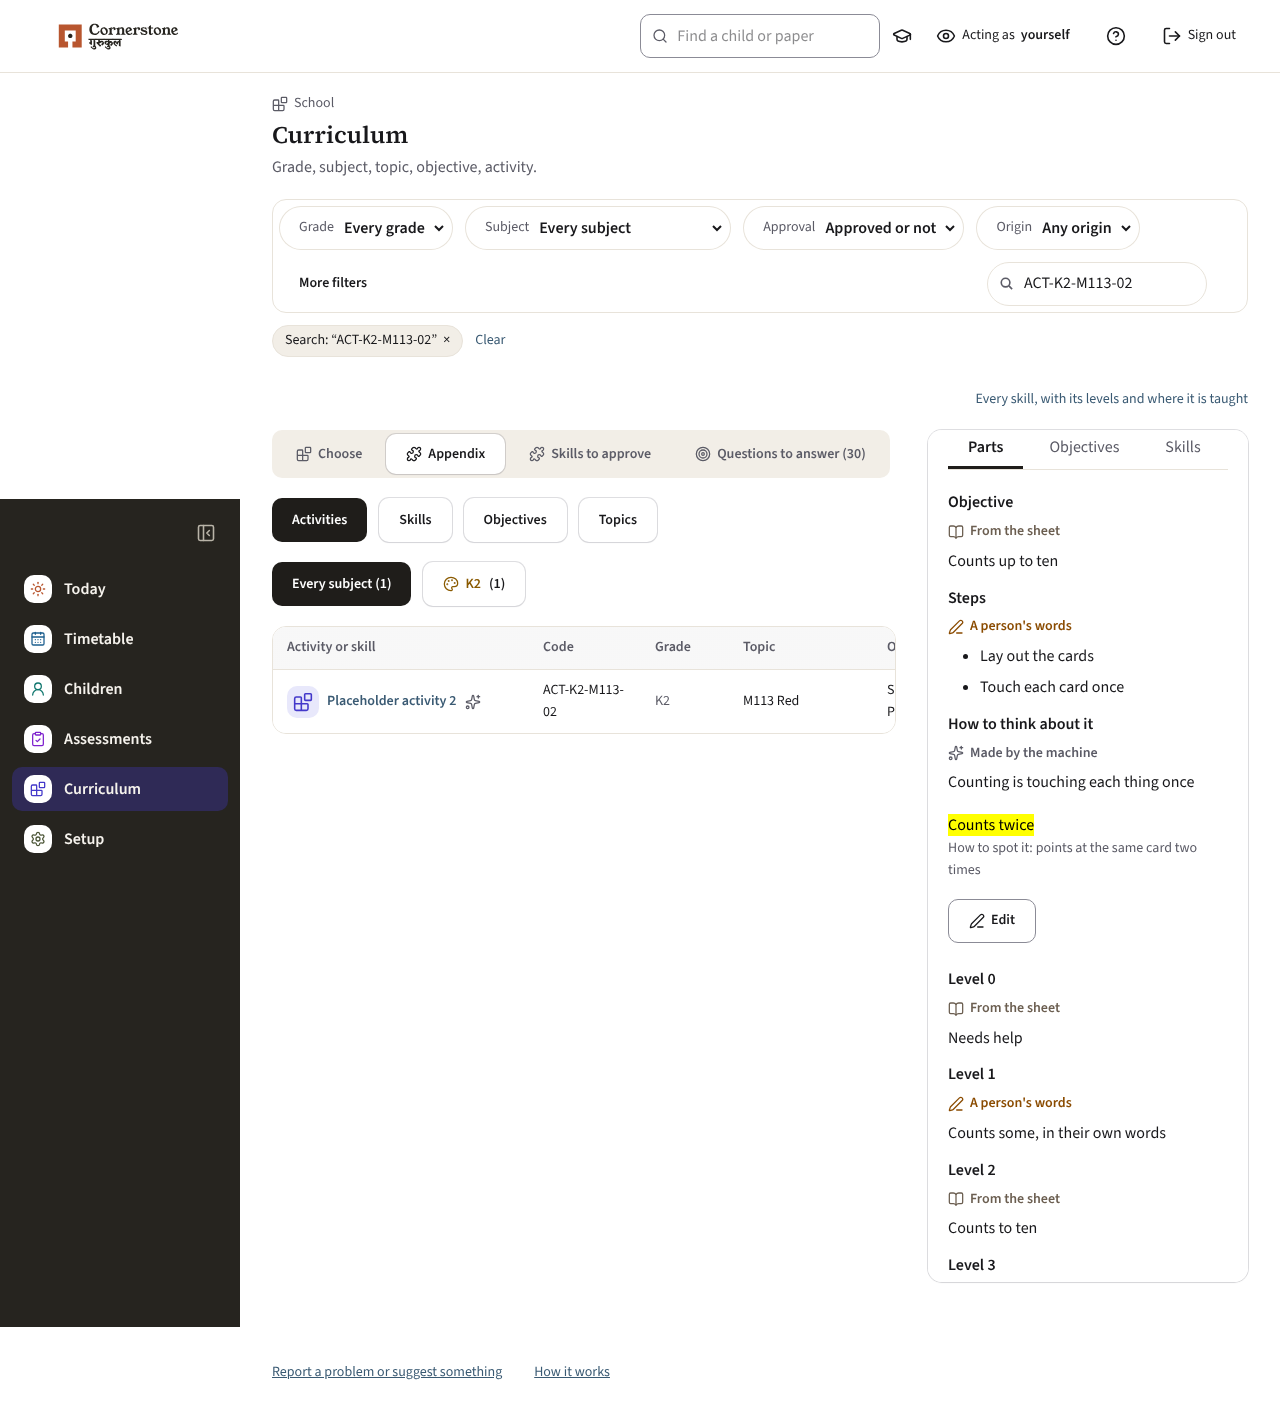 Cornerstone
गुरुकुल
Find a child or paper
Acting as yourself
Sign out
School
Curriculum
Grade, subject, topic, objective, activity.
Grade Every grade
Subject Every subject
Approval Approved or not
Origin Any origin
More filters
ACT-K2-M113-02
Search: “ACT-K2-M113-02” ×
Clear
Every skill, with its levels and where it is taught
Choose
Appendix
Skills to approve
Questions to answer (30)
Activities
Skills
Objectives
Topics
Every subject (1)
K2 (1)
Activity or skill
Code
Grade
Topic
O
Placeholder activity 2
ACT-K2-M113-
02
K2
M113 Red
S
P
Today
Timetable
Children
Assessments
Curriculum
Setup
Parts
Objectives
Skills
Objective
From the sheet
Counts up to ten
Steps
A person's words
Lay out the cards
Touch each card once
How to think about it
Made by the machine
Counting is touching each thing once
Counts twice
How to spot it: points at the same card two
times
Edit
Level 0
From the sheet
Needs help
Level 1
A person's words
Counts some, in their own words
Level 2
From the sheet
Counts to ten
Level 3
Report a problem or suggest something
How it works